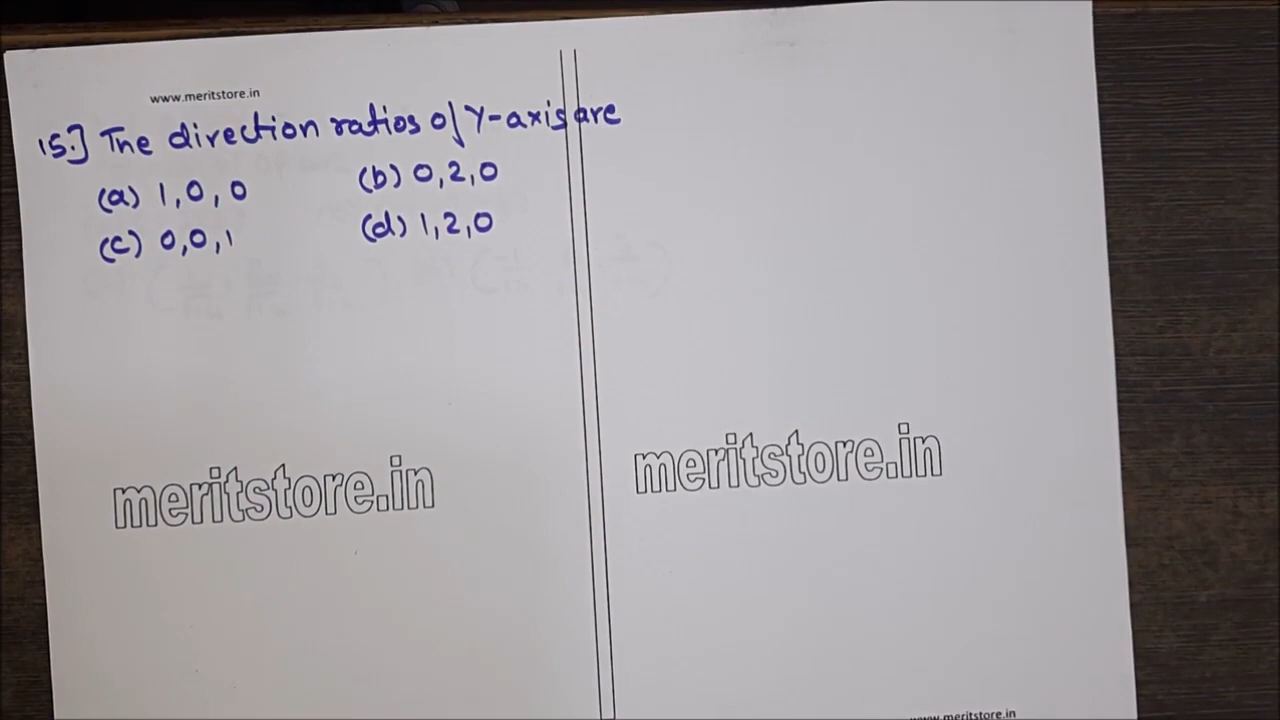 www.meritstore.in
15.] The direction ratios of Y-axis are
(a) 1, 0, 0 (b) 0, 2, 0
(c) 0, 0, 1 (d) 1, 2, 0
meritstore.in meritstore.in
www.meritstore.in